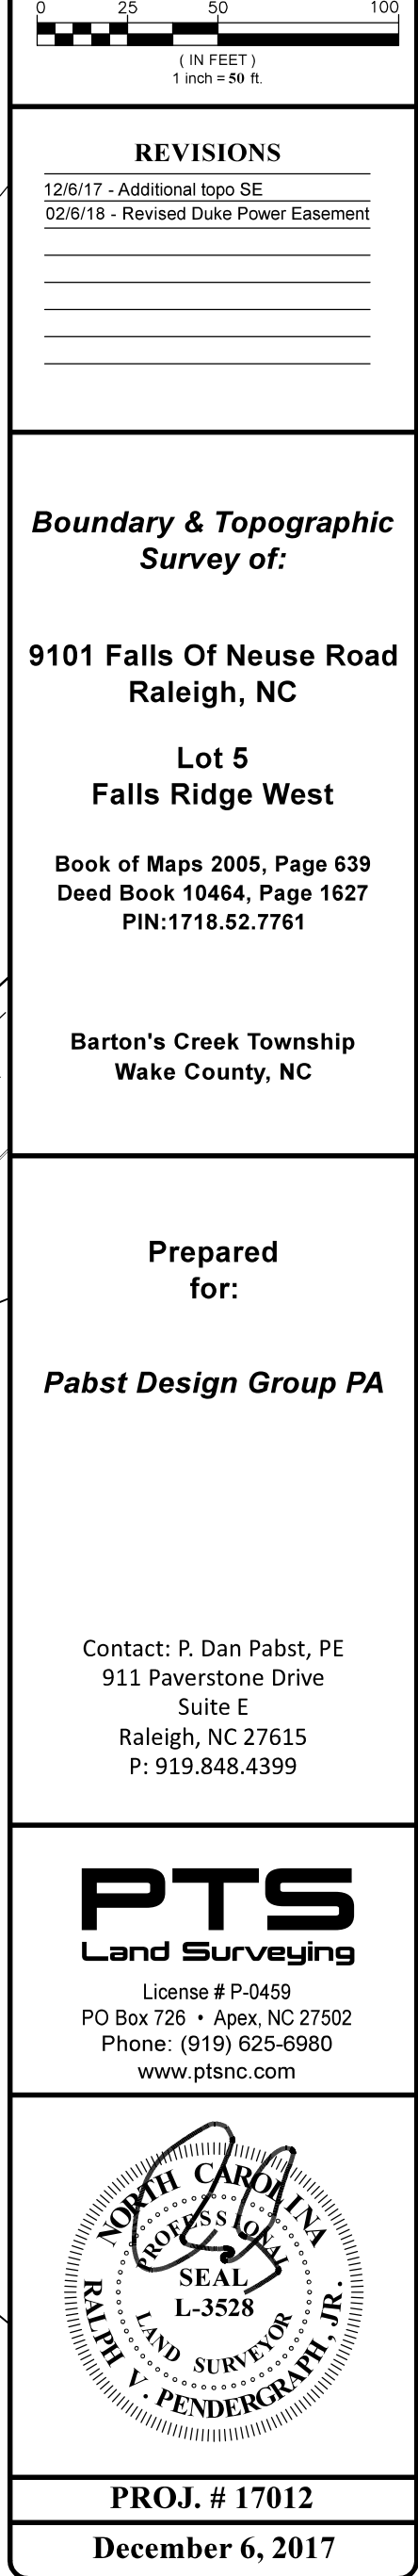 0 25 50 100
( IN FEET )
1 inch = 50 ft.
REVISIONS
12/6/17 - Additional topo SE
02/6/18 - Revised Duke Power Easement
Boundary & Topographic
Survey of:
9101 Falls Of Neuse Road
Raleigh, NC
Lot 5
Falls Ridge West
Book of Maps 2005, Page 639
Deed Book 10464, Page 1627
PIN:1718.52.7761
Barton's Creek Township
Wake County, NC
Prepared
for:
Pabst Design Group PA
Contact: P. Dan Pabst, PE
911 Paverstone Drive
Suite E
Raleigh, NC 27615
P: 919.848.4399
PTS
Land Surveying
License # P-0459
PO Box 726 • Apex, NC 27502
Phone: (919) 625-6980
www.ptsnc.com
NORTH CAROLINA
PROFESSIONAL
SEAL
L-3528
LAND SURVEYOR
RALPH V. PENDERGRAPH, JR.
PROJ. # 17012
December 6, 2017